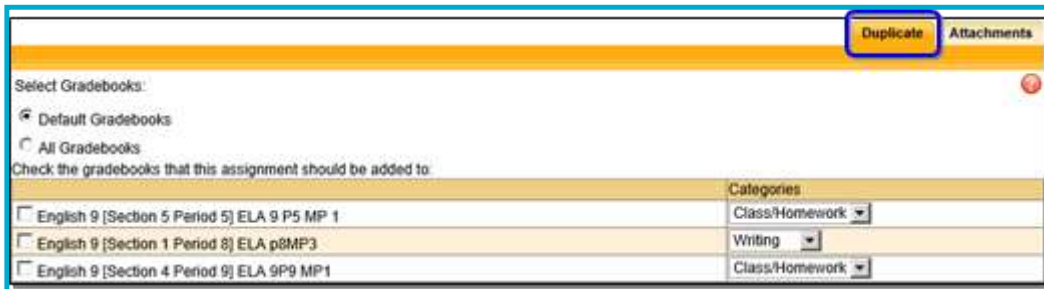 Duplicate Attachments
Select Gradebooks:
Default Gradebooks
All Gradebooks
Check the gradebooks that this assignment should be added to:
Categories
English 9 [Section 5 Period 5] ELA 9 P5 MP 1 Class/Homework
English 9 [Section 1 Period 8] ELA p8MP3 Writing
English 9 [Section 4 Period 9] ELA 9P9 MP1 Class/Homework